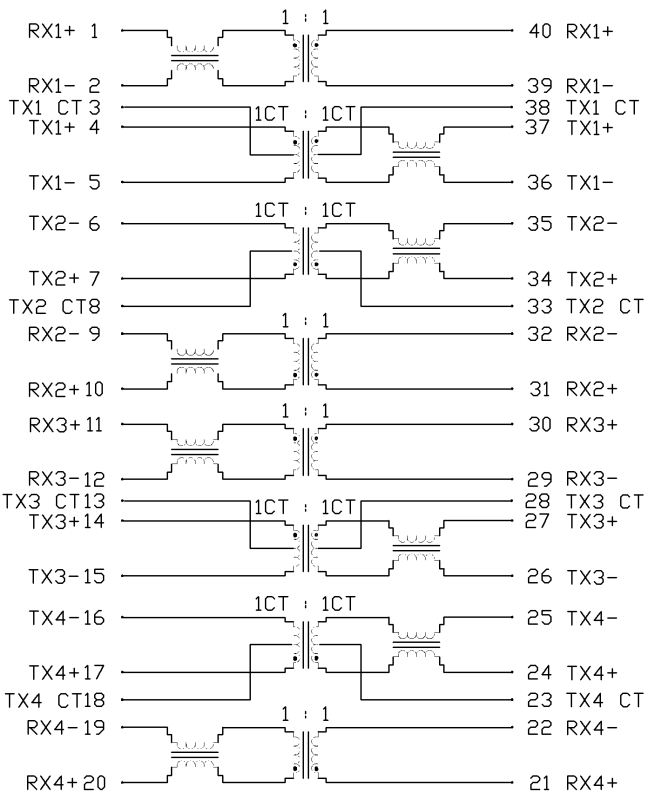 RX1+ 1 1 : 1 40 RX1+
RX1- 2 39 RX1-
TX1 CT 3 1CT : 1CT 38 TX1 CT
TX1+ 4 37 TX1+
TX1- 5 36 TX1-
TX2- 6 1CT : 1CT 35 TX2-
TX2+ 7 34 TX2+
TX2 CT8 33 TX2 CT
RX2- 9 1 : 1 32 RX2-
RX2+10 31 RX2+
RX3+11 1 : 1 30 RX3+
RX3-12 29 RX3-
TX3 CT13 1CT : 1CT 28 TX3 CT
TX3+14 27 TX3+
TX3-15 26 TX3-
TX4-16 1CT : 1CT 25 TX4-
TX4+17 24 TX4+
TX4 CT18 23 TX4 CT
RX4-19 1 : 1 22 RX4-
RX4+20 21 RX4+